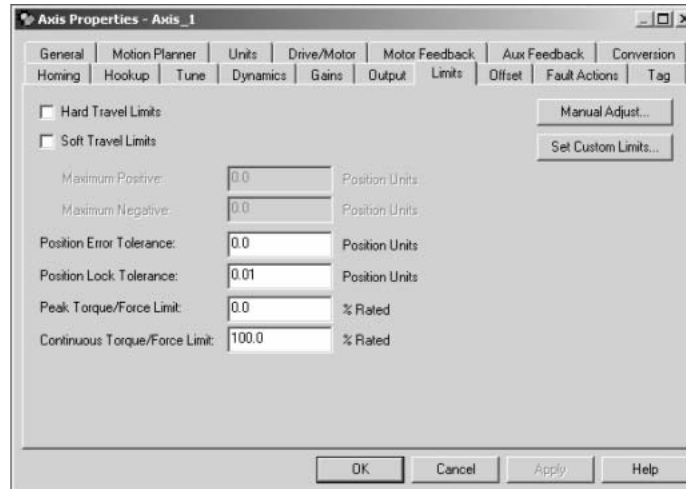 Axis Properties - Axis_1
General Motion Planner Units Drive/Motor Motor Feedback Aux Feedback Conversion
Homing Hookup Tune Dynamics Gains Output Limits Offset Fault Actions Tag
Hard Travel Limits Manual Adjust...
Soft Travel Limits Set Custom Limits...
Maximum Positive: 0.0 Position Units
Maximum Negative: 0.0 Position Units
Position Error Tolerance: 0.0 Position Units
Position Lock Tolerance: 0.01 Position Units
Peak Torque/Force Limit: 0.0 % Rated
Continuous Torque/Force Limit: 100.0 % Rated
OK Cancel Apply Help